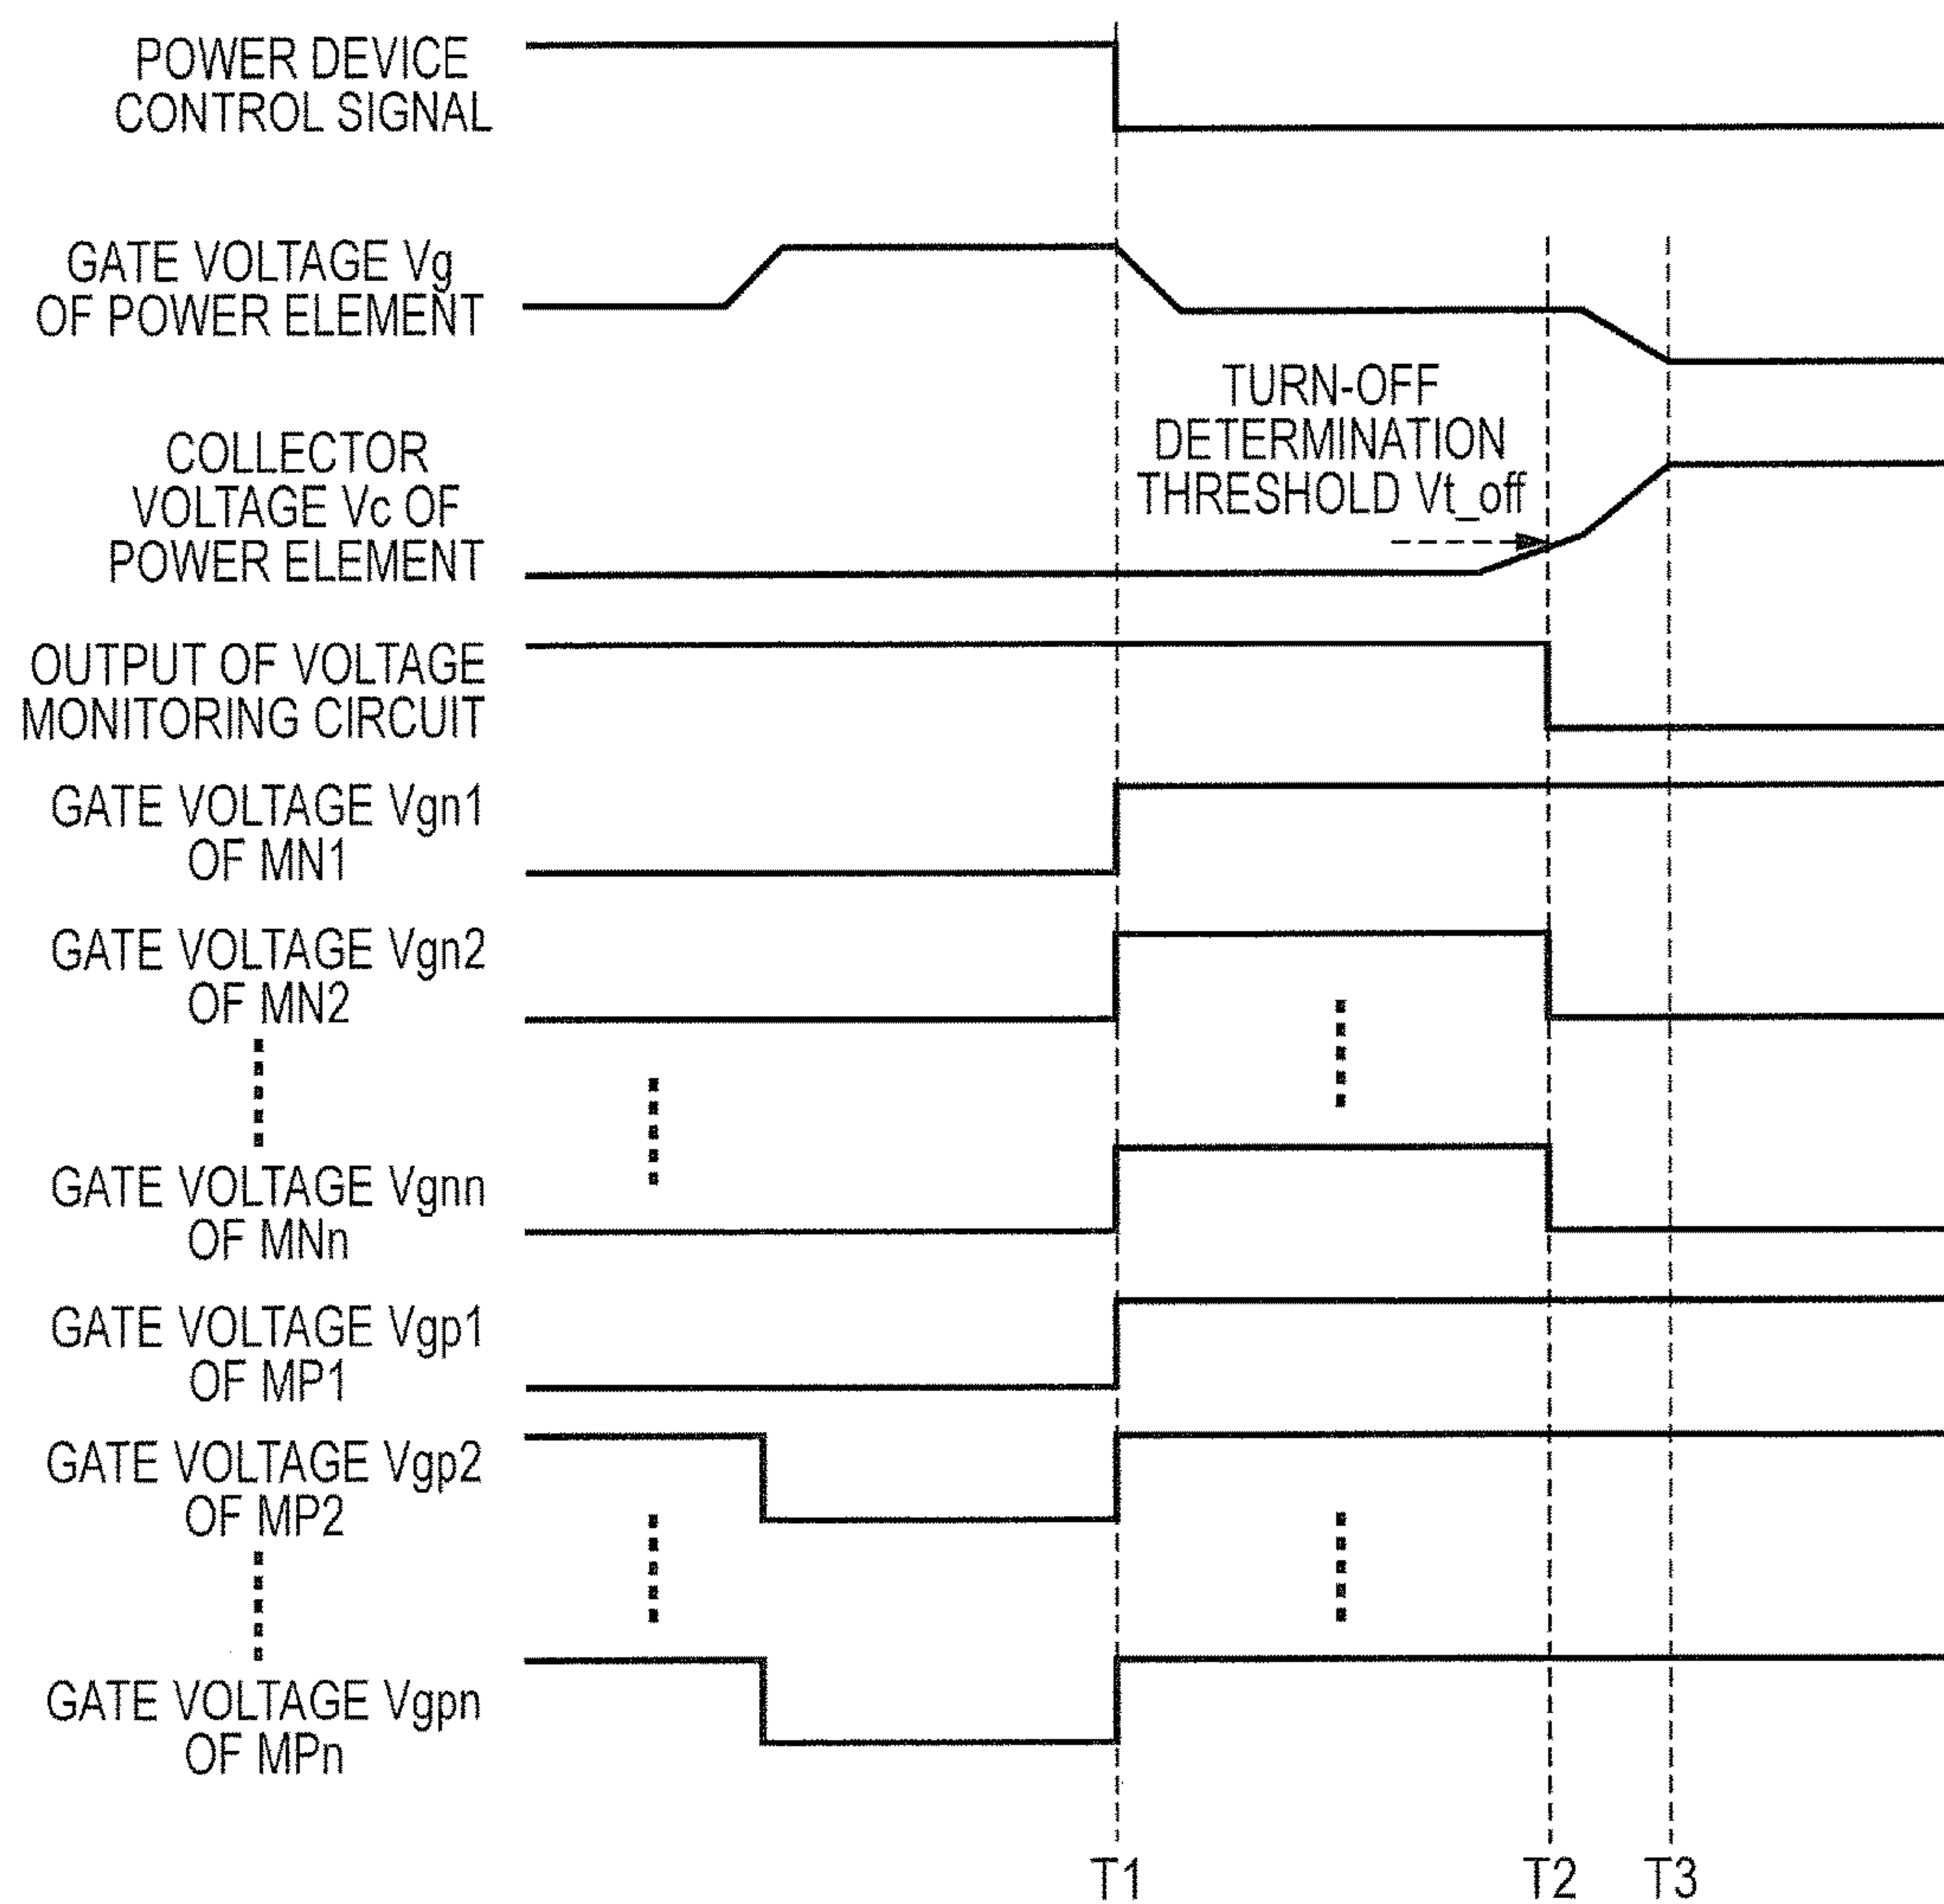 POWER DEVICE
CONTROL SIGNAL
GATE VOLTAGE Vg
OF POWER ELEMENT
TURN-OFF
DETERMINATION
THRESHOLD Vt_off
COLLECTOR
VOLTAGE Vc OF
POWER ELEMENT
OUTPUT OF VOLTAGE
MONITORING CIRCUIT
GATE VOLTAGE Vgn1
OF MN1
GATE VOLTAGE Vgn2
OF MN2
GATE VOLTAGE Vgnn
OF MNn
GATE VOLTAGE Vgp1
OF MP1
GATE VOLTAGE Vgp2
OF MP2
GATE VOLTAGE Vgpn
OF MPn
T1 T2 T3